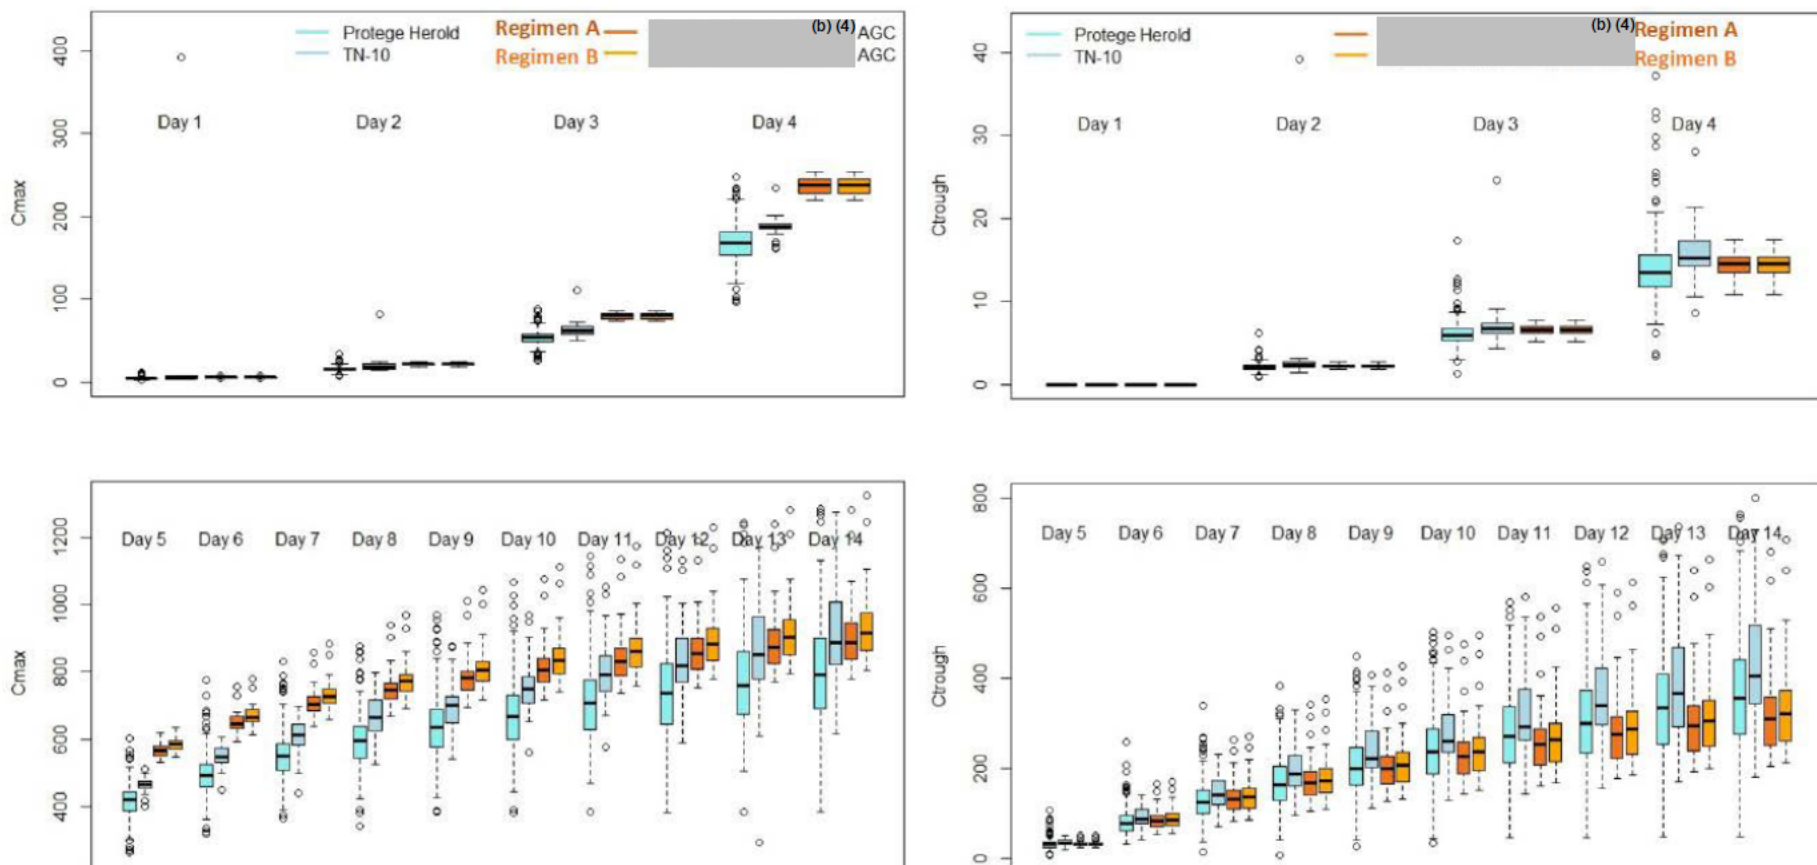 Protege Herold Regimen A (b) (4) AGC
TN-10 Regimen B AGC
Day 1 Day 2 Day 3 Day 4
Cmax
0 100 200 300 400
Protege Herold (b) (4) Regimen A
TN-10 Regimen B
Day 1 Day 2 Day 3 Day 4
Ctrough
0 10 20 30 40
Day 5 Day 6 Day 7 Day 8 Day 9 Day 10 Day 11 Day 12 Day 13 Day 14
Cmax
400 600 800 1000 1200
Day 5 Day 6 Day 7 Day 8 Day 9 Day 10 Day 11 Day 12 Day 13 Day 14
Ctrough
0 200 400 600 800